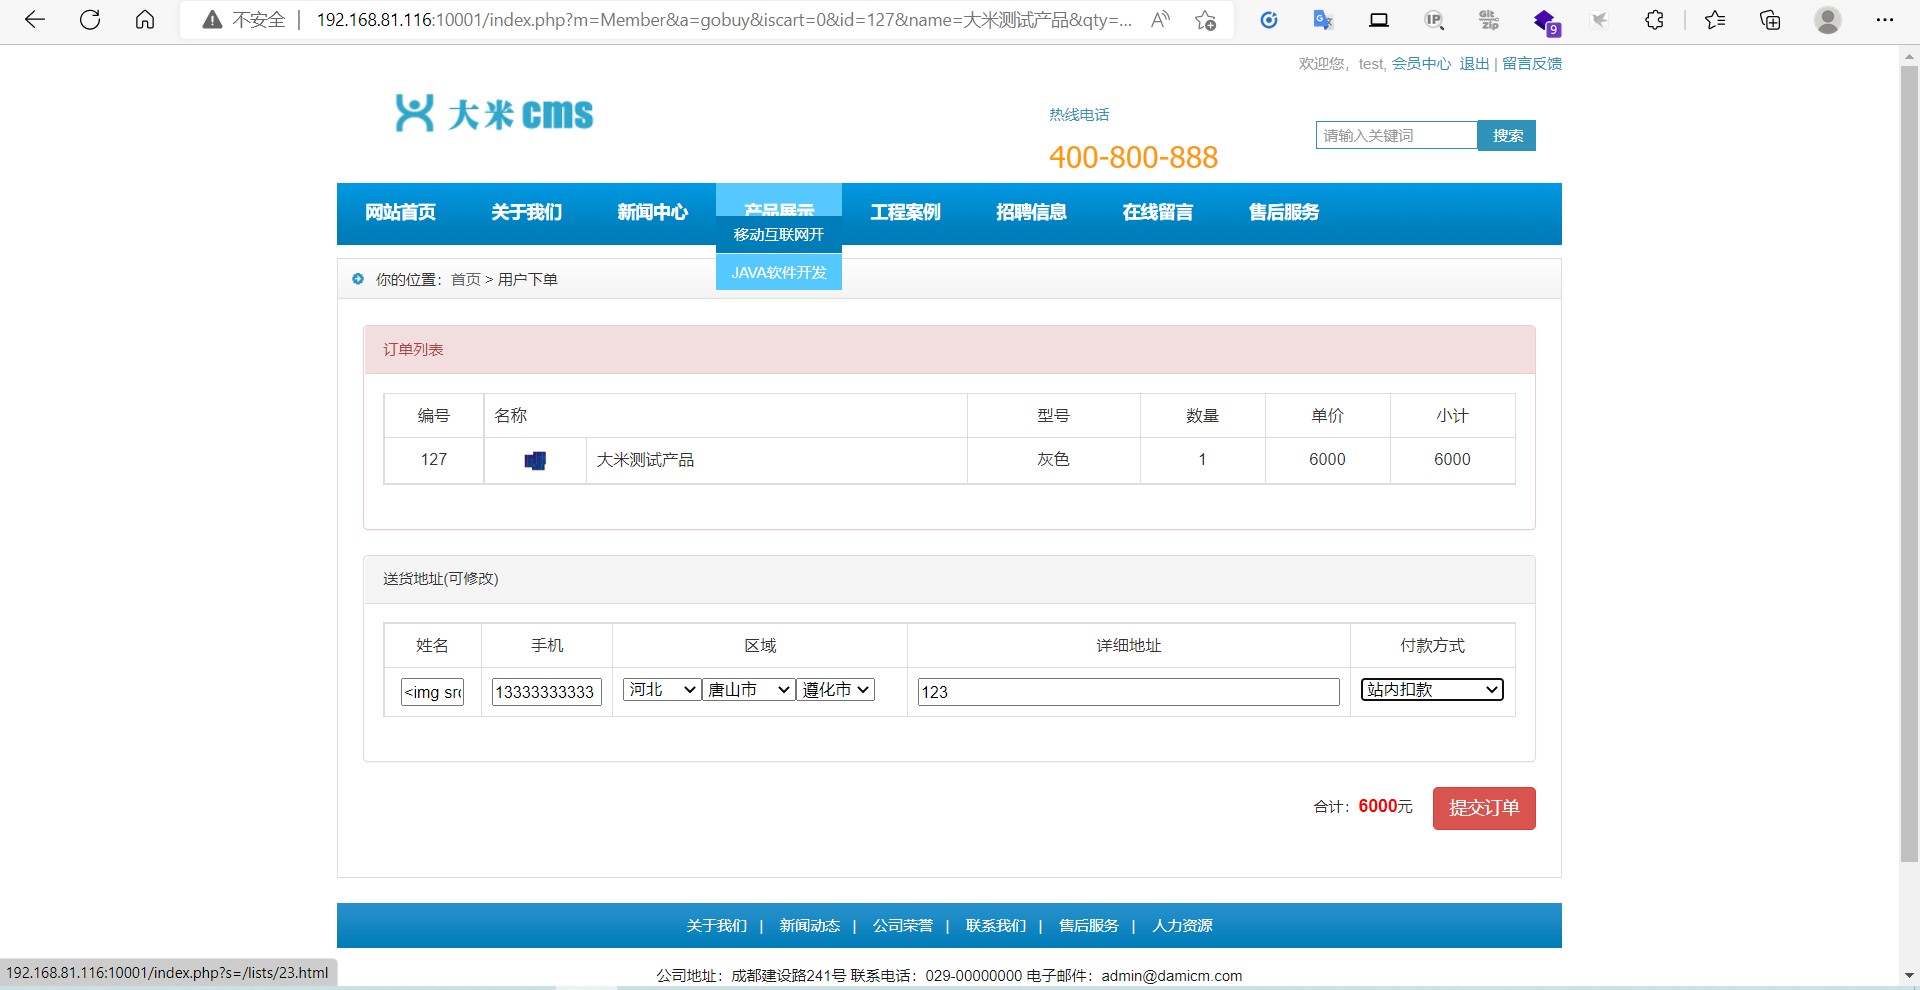 不安全 | 192.168.81.116:10001/index.php?m=Member&a=gobuy&iscart=0&id=127&name=大米测试产品&qty=...
9
欢迎您，test, 会员中心 退出 | 留言反馈
大米cms
热线电话
400-800-888
请输入关键词 搜索
网站首页 关于我们 新闻中心 产品展示 工程案例 招聘信息 在线留言 售后服务
移动互联网开
JAVA软件开发
你的位置：首页 > 用户下单
订单列表
编号 名称 型号 数量 单价 小计
127 大米测试产品 灰色 1 6000 6000
送货地址(可修改)
姓名 手机 区域 详细地址 付款方式
<img src 13333333333 河北 唐山市 遵化市 123 站内扣款
合计：6000元 提交订单
关于我们 | 新闻动态 | 公司荣誉 | 联系我们 | 售后服务 | 人力资源
192.168.81.116:10001/index.php?s=/lists/23.html
公司地址：成都建设路241号 联系电话：029-00000000 电子邮件：admin@damicm.com